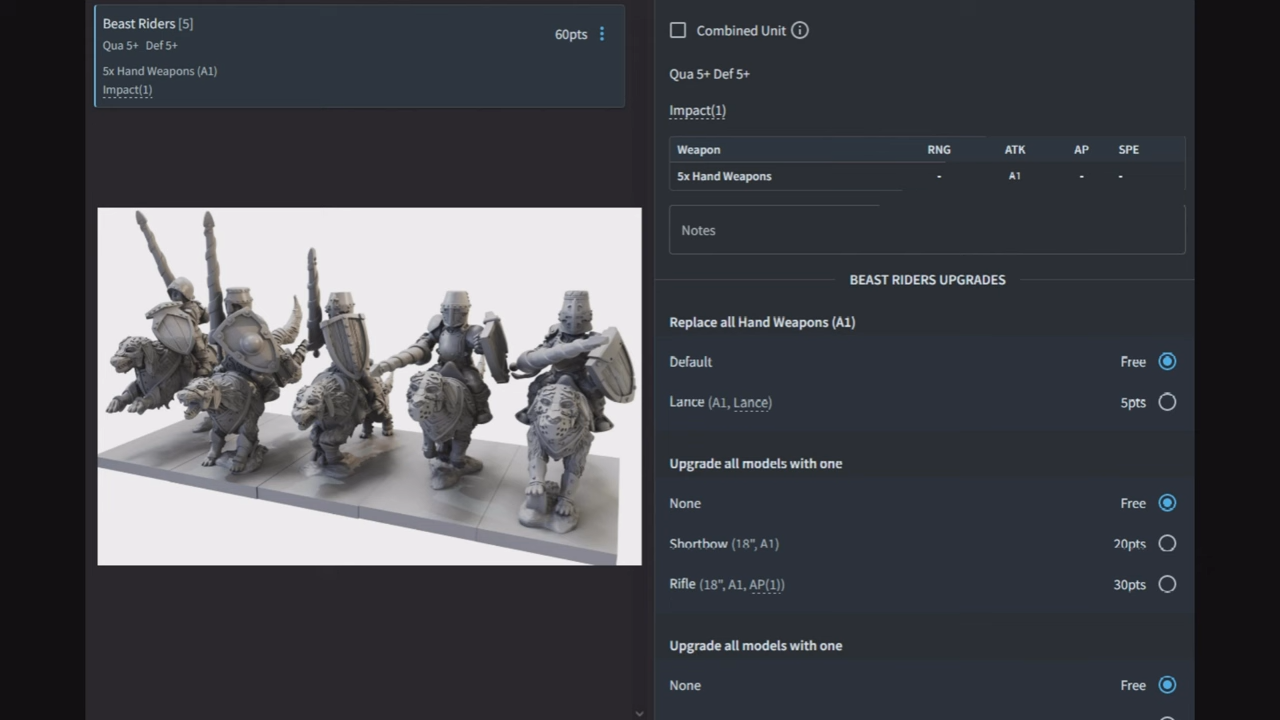 Beast Riders [5]
60pts
Qua 5+ Def 5+
5x Hand Weapons (A1)
Impact(1)
Combined Unit
Qua 5+ Def 5+
Impact(1)
Weapon RNG ATK AP SPE
5x Hand Weapons - A1 - -
Notes
BEAST RIDERS UPGRADES
Replace all Hand Weapons (A1)
Default Free
Lance (A1, Lance) 5pts
Upgrade all models with one
None Free
Shortbow (18", A1) 20pts
Rifle (18", A1, AP(1)) 30pts
Upgrade all models with one
None Free